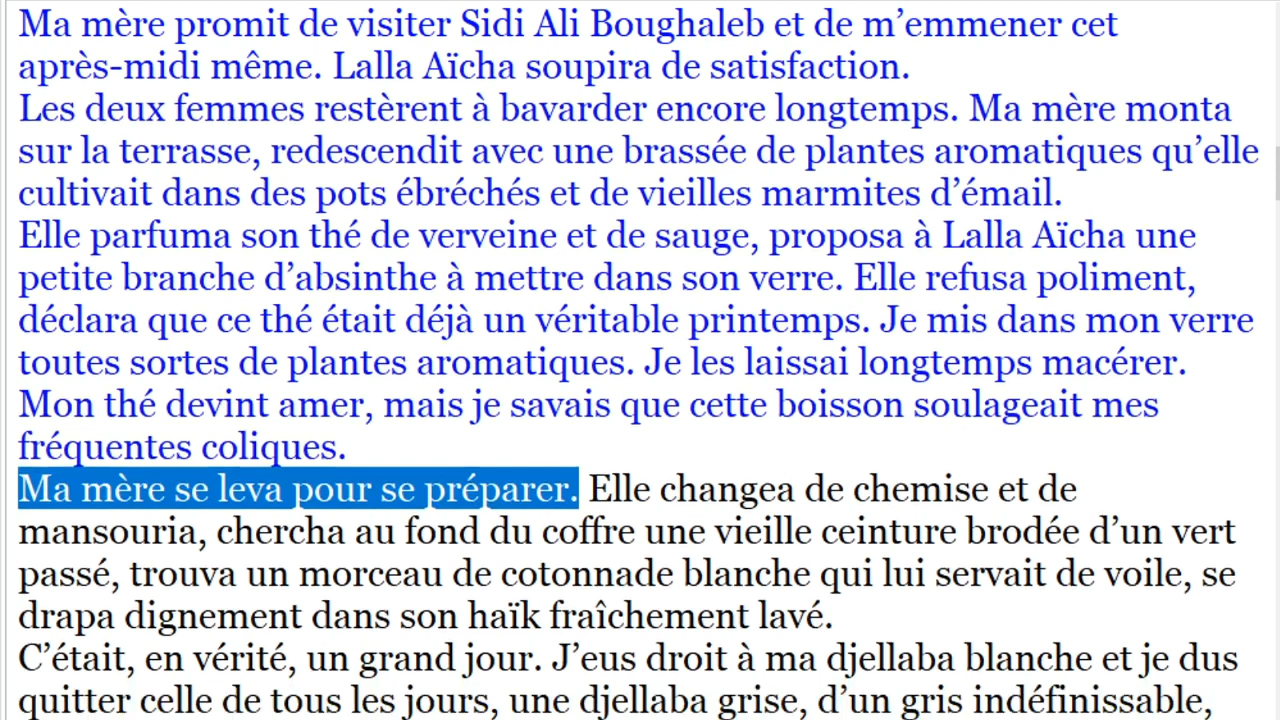 Ma mère promit de visiter Sidi Ali Boughaleb et de m’emmener cet
après-midi même. Lalla Aïcha soupira de satisfaction.
Les deux femmes restèrent à bavarder encore longtemps. Ma mère monta
sur la terrasse, redescendit avec une brassée de plantes aromatiques qu’elle
cultivait dans des pots ébréchés et de vieilles marmites d’émail.
Elle parfuma son thé de verveine et de sauge, proposa à Lalla Aïcha une
petite branche d’absinthe à mettre dans son verre. Elle refusa poliment,
déclara que ce thé était déjà un véritable printemps. Je mis dans mon verre
toutes sortes de plantes aromatiques. Je les laissai longtemps macérer.
Mon thé devint amer, mais je savais que cette boisson soulageait mes
fréquentes coliques.
Ma mère se leva pour se préparer. Elle changea de chemise et de
mansouria, chercha au fond du coffre une vieille ceinture brodée d’un vert
passé, trouva un morceau de cotonnade blanche qui lui servait de voile, se
drapa dignement dans son haïk fraîchement lavé.
C’était, en vérité, un grand jour. J’eus droit à ma djellaba blanche et je dus
quitter celle de tous les jours, une djellaba grise, d’un gris indéfinissable,